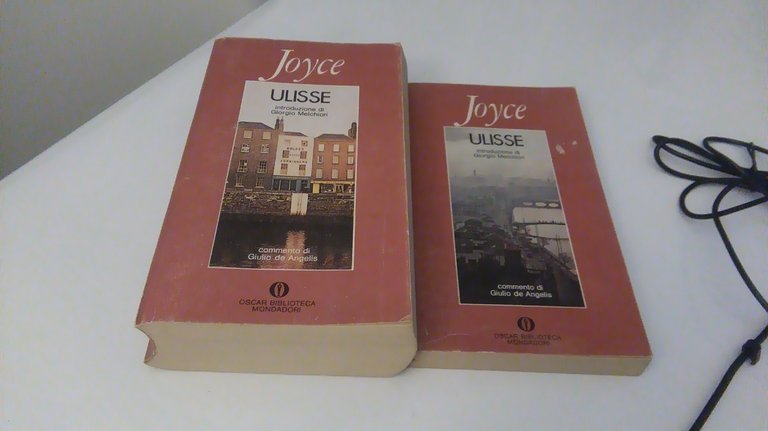 Joyce
ULISSE
introduzione di
Giorgio Melchiori
commento di
Giulio de Angelis
OSCAR BIBLIOTECA
MONDADORI
Joyce
ULISSE
introduzione di
Giorgio Melchiori
commento di
Giulio de Angelis
OSCAR BIBLIOTECA
MONDADORI